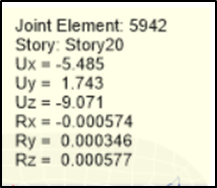 Joint Element: 5942
Story: Story20
Ux = -5.485
Uy = 1.743
Uz = -9.071
Rx = -0.000574
Ry = 0.000346
Rz = 0.000577